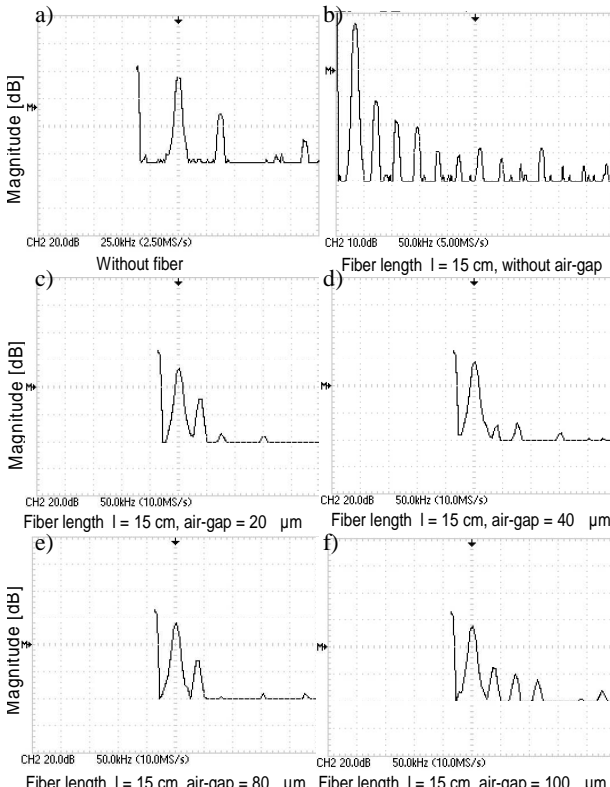 a)
b)
Magnitude [dB]
M
M
CH2 20.0dB 25.0kHz (2.50MS/s)
CH2 10.0dB 50.0kHz (5.00MS/s)
Without fiber
Fiber length l = 15 cm, without air-gap
c)
d)
Magnitude [dB]
M
M
CH2 20.0dB 50.0kHz (10.0MS/s)
CH2 20.0dB 50.0kHz (10.0MS/s)
Fiber length l = 15 cm, air-gap = 20 µm
Fiber length l = 15 cm, air-gap = 40 µm
e)
f)
Magnitude [dB]
M
M
CH2 20.0dB 50.0kHz (10.0MS/s)
CH2 20.0dB 50.0kHz (10.0MS/s)
Fiber length l = 15 cm, air-gap = 80 µm
Fiber length l = 15 cm, air-gap = 100 µm